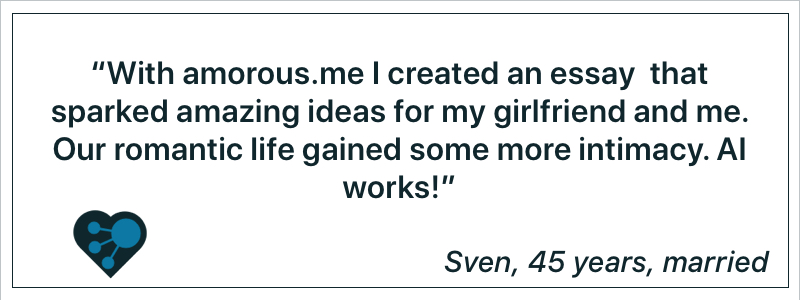 “With amorous.me I created an essay  that
sparked amazing ideas for my girlfriend and me.
Our romantic life gained some more intimacy. AI
works!”
Sven, 45 years, married